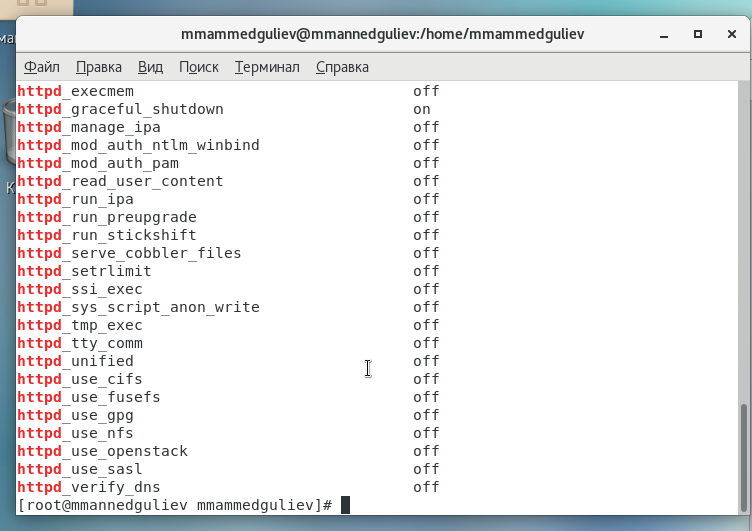 mmammedguliev@mmannedguliev:/home/mmammedguliev
Файл Правка Вид Поиск Терминал Справка
httpd_execmem off
httpd_graceful_shutdown on
httpd_manage_ipa off
httpd_mod_auth_ntlm_winbind off
httpd_mod_auth_pam off
httpd_read_user_content off
httpd_run_ipa off
httpd_run_preupgrade off
httpd_run_stickshift off
httpd_serve_cobbler_files off
httpd_setrlimit off
httpd_ssi_exec off
httpd_sys_script_anon_write off
httpd_tmp_exec off
httpd_tty_comm off
httpd_unified off
httpd_use_cifs off
httpd_use_fusefs off
httpd_use_gpg off
httpd_use_nfs off
httpd_use_openstack off
httpd_use_sasl off
httpd_verify_dns off
[root@mmannedguliev mmammedguliev]#